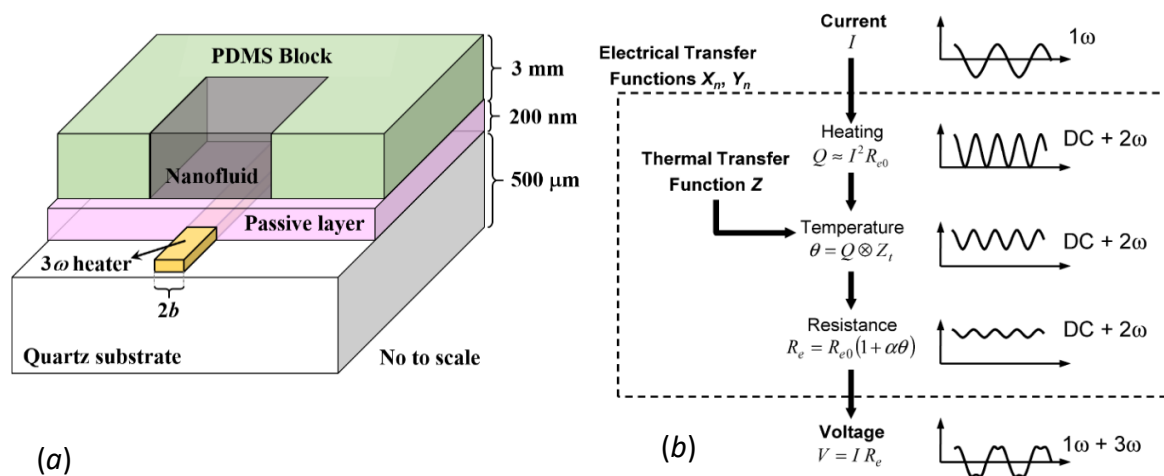 PDMS Block
3 mm
200 nm
Nanofluid
500 μm
Passive layer
3ω heater
2b
Quartz substrate
No to scale
(a)
Current
I
1ω
Electrical Transfer
Functions Xn, Yn
Heating
Q ≈ I²Re0
DC + 2ω
Thermal Transfer
Function Z
Temperature
θ = Q ⊗ Zt
DC + 2ω
Resistance
Re = Re0(1+αθ)
DC + 2ω
(b)
Voltage
V = I Re
1ω + 3ω